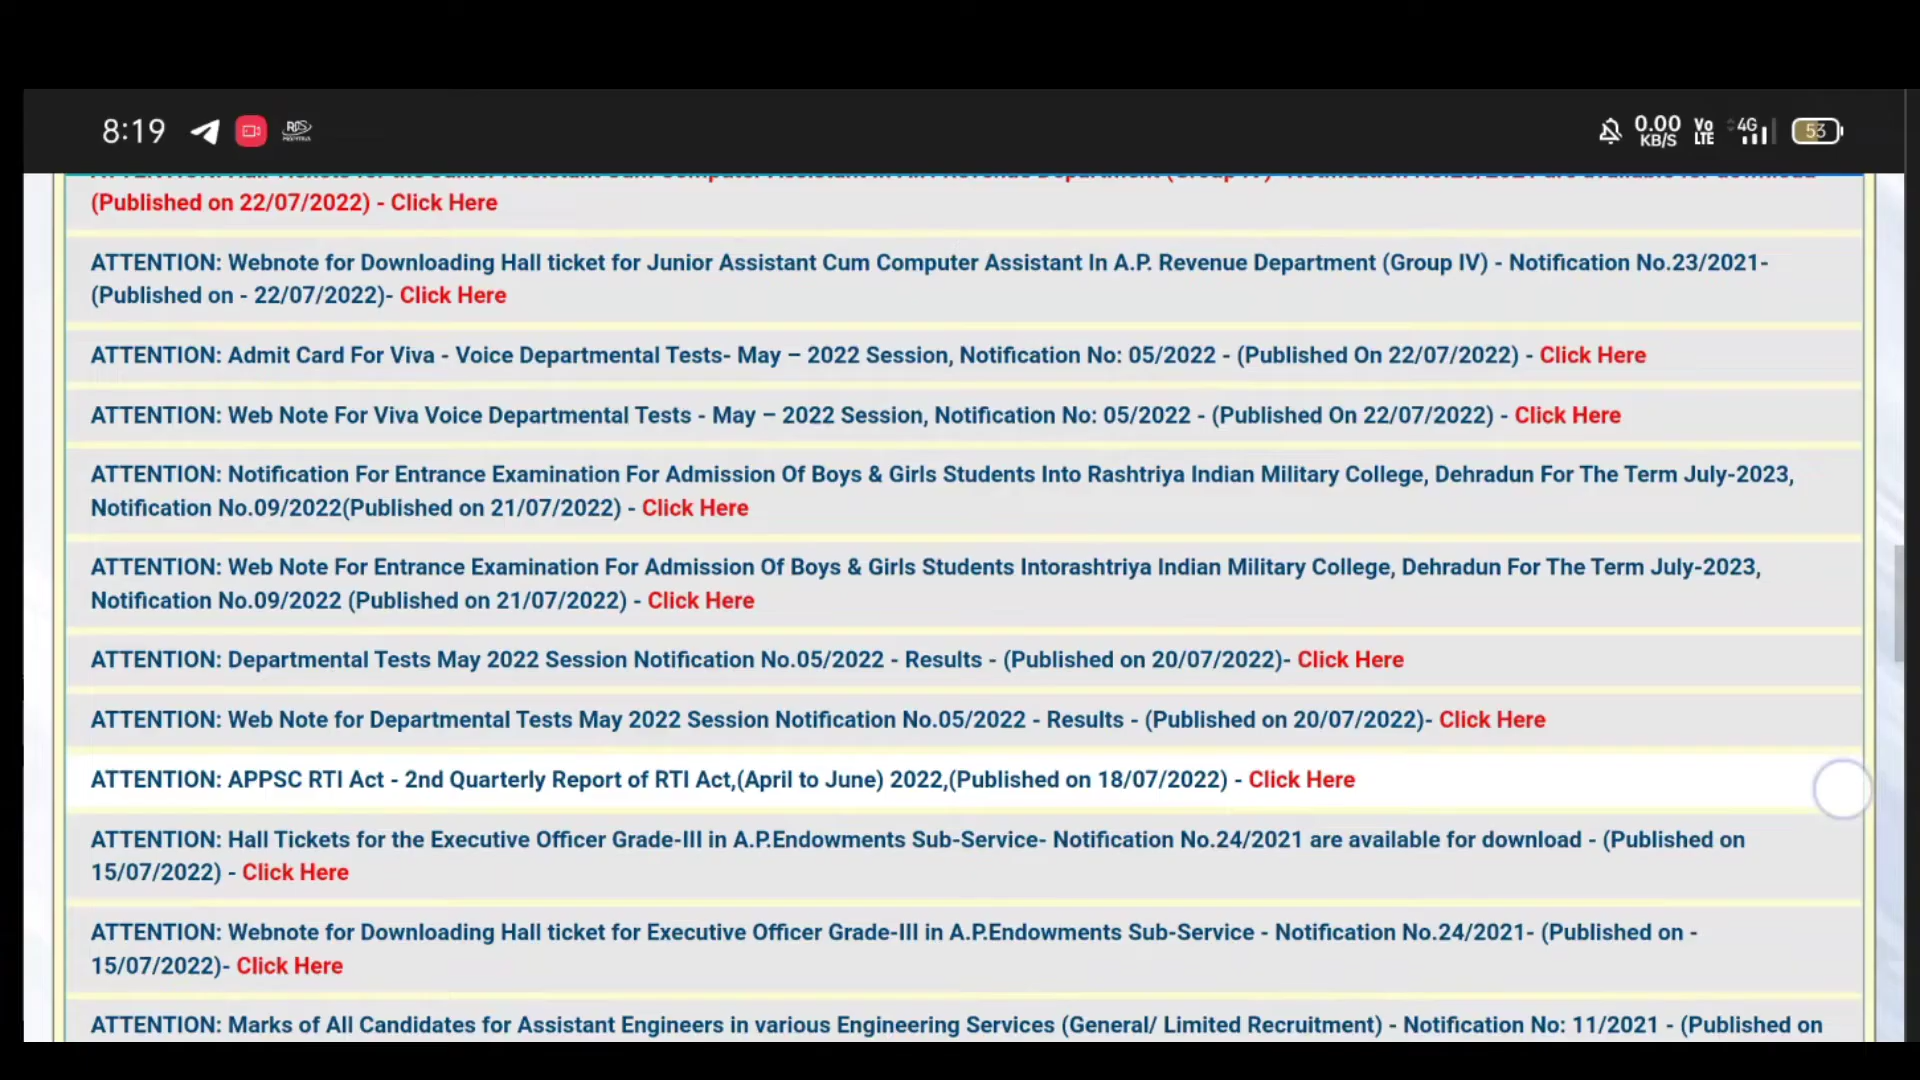 8:19
0.00 KB/S Vo LTE 4G 53
(Published on 22/07/2022) - Click Here
ATTENTION: Webnote for Downloading Hall ticket for Junior Assistant Cum Computer Assistant In A.P. Revenue Department (Group IV) - Notification No.23/2021-
(Published on - 22/07/2022)- Click Here
ATTENTION: Admit Card For Viva - Voice Departmental Tests- May – 2022 Session, Notification No: 05/2022 - (Published On 22/07/2022) - Click Here
ATTENTION: Web Note For Viva Voice Departmental Tests - May – 2022 Session, Notification No: 05/2022 - (Published On 22/07/2022) - Click Here
ATTENTION: Notification For Entrance Examination For Admission Of Boys & Girls Students Into Rashtriya Indian Military College, Dehradun For The Term July-2023,
Notification No.09/2022(Published on 21/07/2022) - Click Here
ATTENTION: Web Note For Entrance Examination For Admission Of Boys & Girls Students Intorashtriya Indian Military College, Dehradun For The Term July-2023,
Notification No.09/2022 (Published on 21/07/2022) - Click Here
ATTENTION: Departmental Tests May 2022 Session Notification No.05/2022 - Results - (Published on 20/07/2022)- Click Here
ATTENTION: Web Note for Departmental Tests May 2022 Session Notification No.05/2022 - Results - (Published on 20/07/2022)- Click Here
ATTENTION: APPSC RTI Act - 2nd Quarterly Report of RTI Act,(April to June) 2022,(Published on 18/07/2022) - Click Here
ATTENTION: Hall Tickets for the Executive Officer Grade-III in A.P.Endowments Sub-Service- Notification No.24/2021 are available for download - (Published on
15/07/2022) - Click Here
ATTENTION: Webnote for Downloading Hall ticket for Executive Officer Grade-III in A.P.Endowments Sub-Service - Notification No.24/2021- (Published on -
15/07/2022)- Click Here
ATTENTION: Marks of All Candidates for Assistant Engineers in various Engineering Services (General/ Limited Recruitment) - Notification No: 11/2021 - (Published on